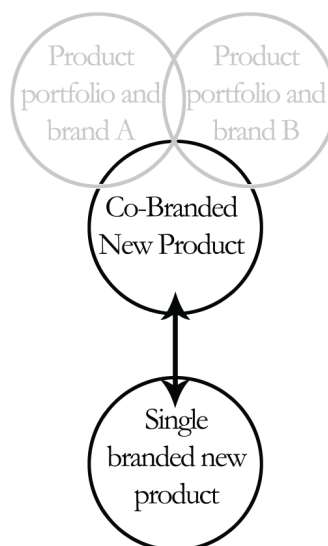 Product
portfolio and
brand A
Product
portfolio and
brand B
Co-Branded
New Product
Single
branded new
product